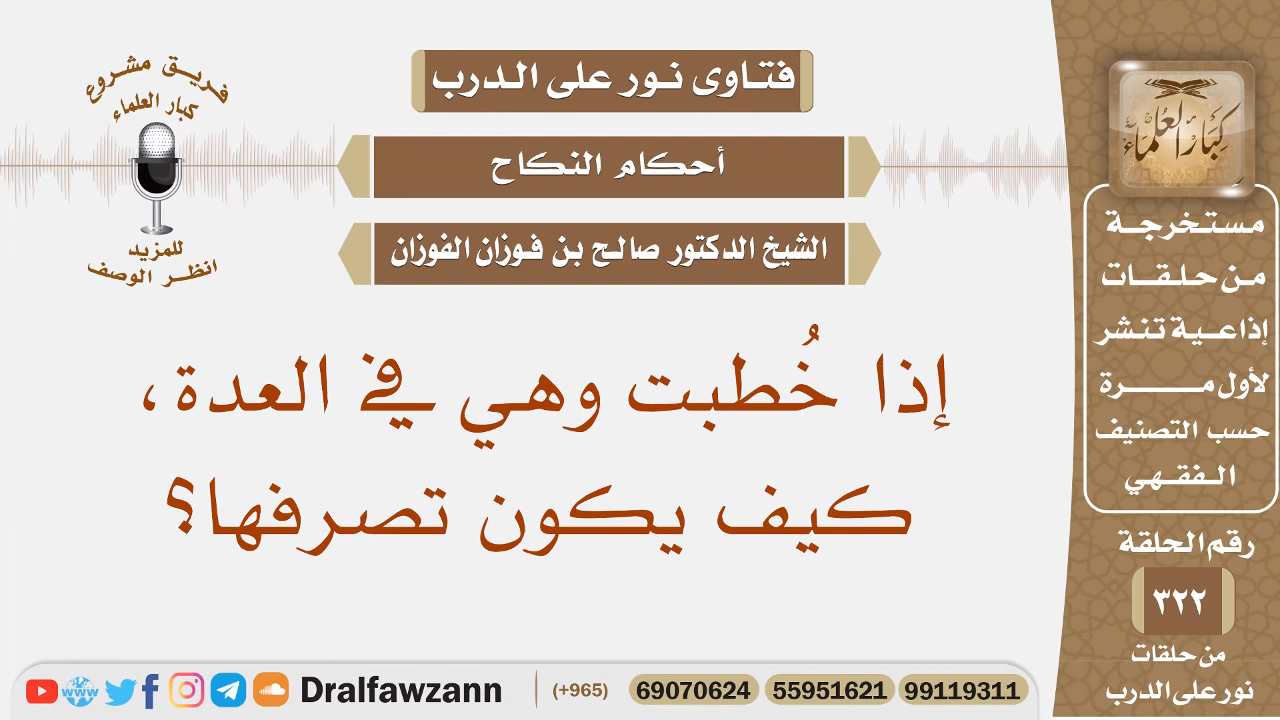 فتاوى نور على الدرب
أحكام النكاح
الشيخ الدكتور صالح بن فوزان الفوزان
إذا خُطبت وهي في العدة،
كيف يكون تصرفها؟
كبار العلماء
مستخرجة
من حلقات
إذاعية تنشر
لأول مرة
حسب التصنيف
الفقهي
رقم الحلقة
٣٢٢
من حلقات
نور على الدرب
فريق مشروع
كبار العلماء
للمزيد
انظر الوصف
www
Dralfawzann (+965) 69070624 55951621 99119311